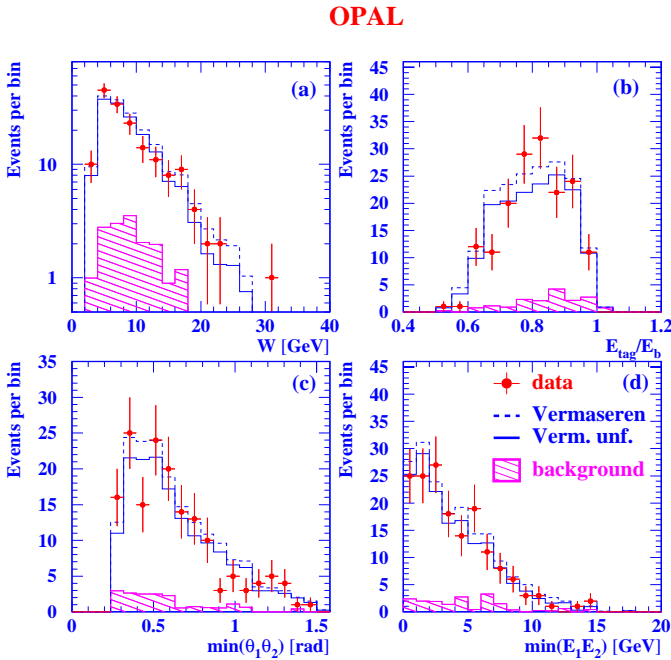 OPAL
Events per bin
(a)
10
1
0 10 20 30 40
W [GeV]
Events per bin
(b)
45
40
35
30
25
20
15
10
5
0
0.4 0.6 0.8 1 1.2
E_tag/E_b
Events per bin
(c)
35
30
25
20
15
10
5
0
0 0.5 1 1.5
min(θ₁θ₂) [rad]
Events per bin
(d)
45
40
35
30
25
20
15
10
5
0
data
Vermaseren
Verm. unf.
background
0 5 10 15 20
min(E₁E₂) [GeV]